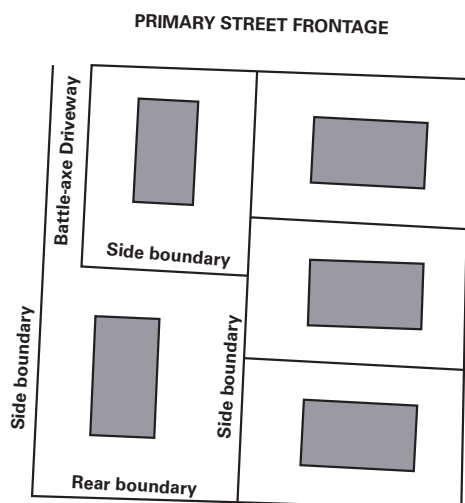 PRIMARY STREET FRONTAGE
Battle-axe Driveway
Side boundary
Side boundary
Side boundary
Rear boundary